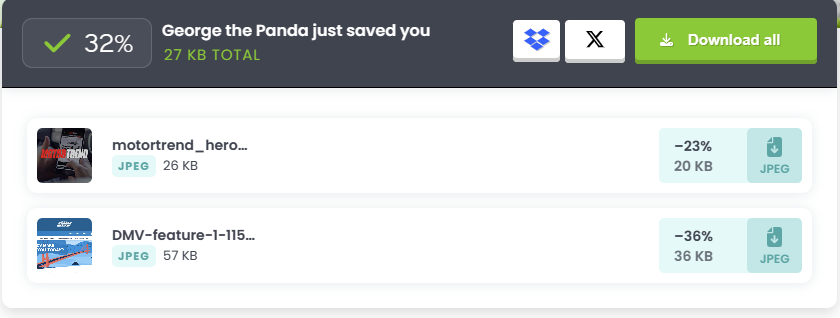 32%
George the Panda just saved you
27 KB TOTAL
X
Download all
motortrend_hero...
JPEG 26 KB
−23%
20 KB
JPEG
DMV-feature-1-115...
JPEG 57 KB
−36%
36 KB
JPEG